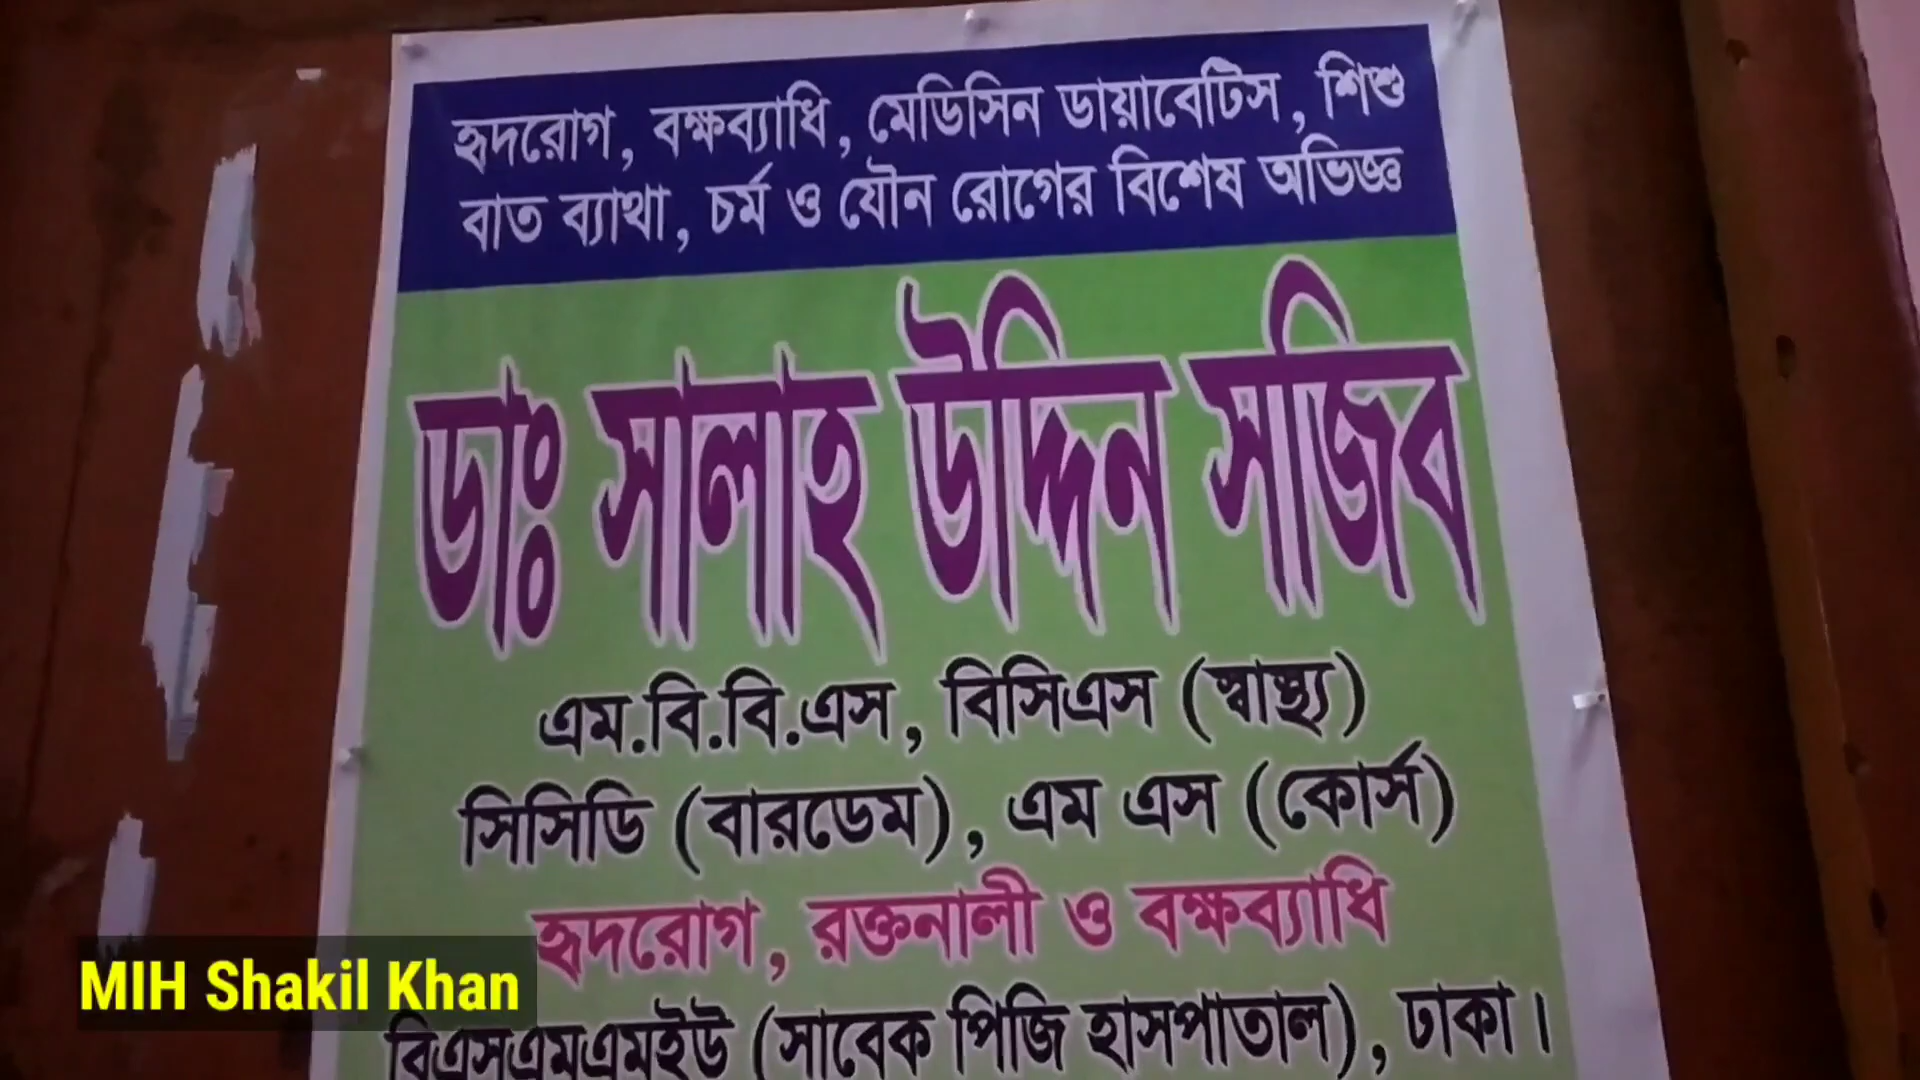 হৃদরোগ, বক্ষব্যাধি, মেডিসিন ডায়াবেটিস, শিশু
বাত ব্যাথা, চর্ম ও যৌন রোগের বিশেষ অভিজ্ঞ
ডাঃ সালাহ উদ্দিন সজিব
এম.বি.বি.এস, বিসিএস (স্বাস্থ্য)
সিসিডি (বারডেম), এম এস (কোর্স)
হৃদরোগ, রক্তনালী ও বক্ষব্যাধি
বিএসএমএমইউ (সাবেক পিজি হাসপাতাল), ঢাকা।
MIH Shakil Khan